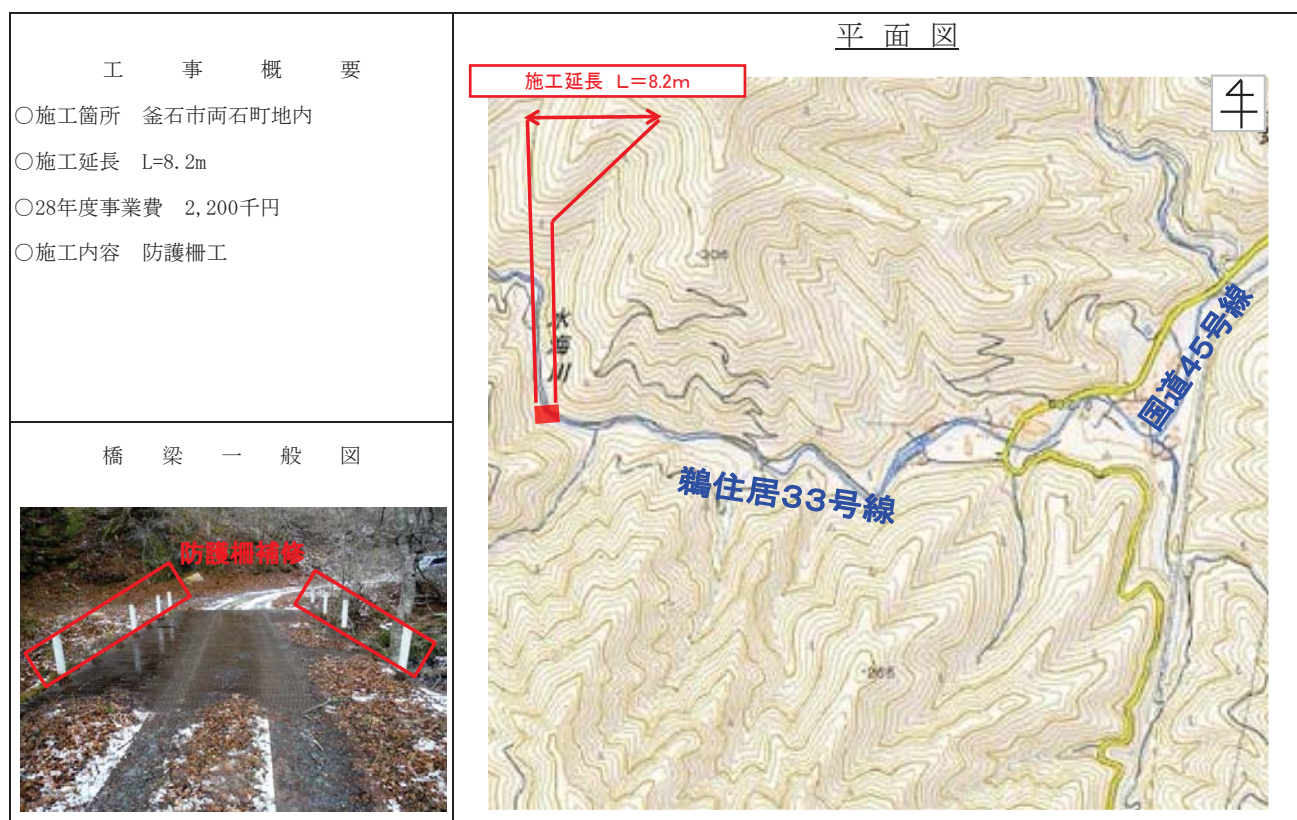 工事概要
○施工箇所 釜石市両石町地内
○施工延長 L=8.2m
○28年度事業費 2,200千円
○施工内容 防護柵工
橋梁一般図
防護柵補修
平面図
施工延長 L=8.2m
水海川
鵜住居33号線
国道45号線